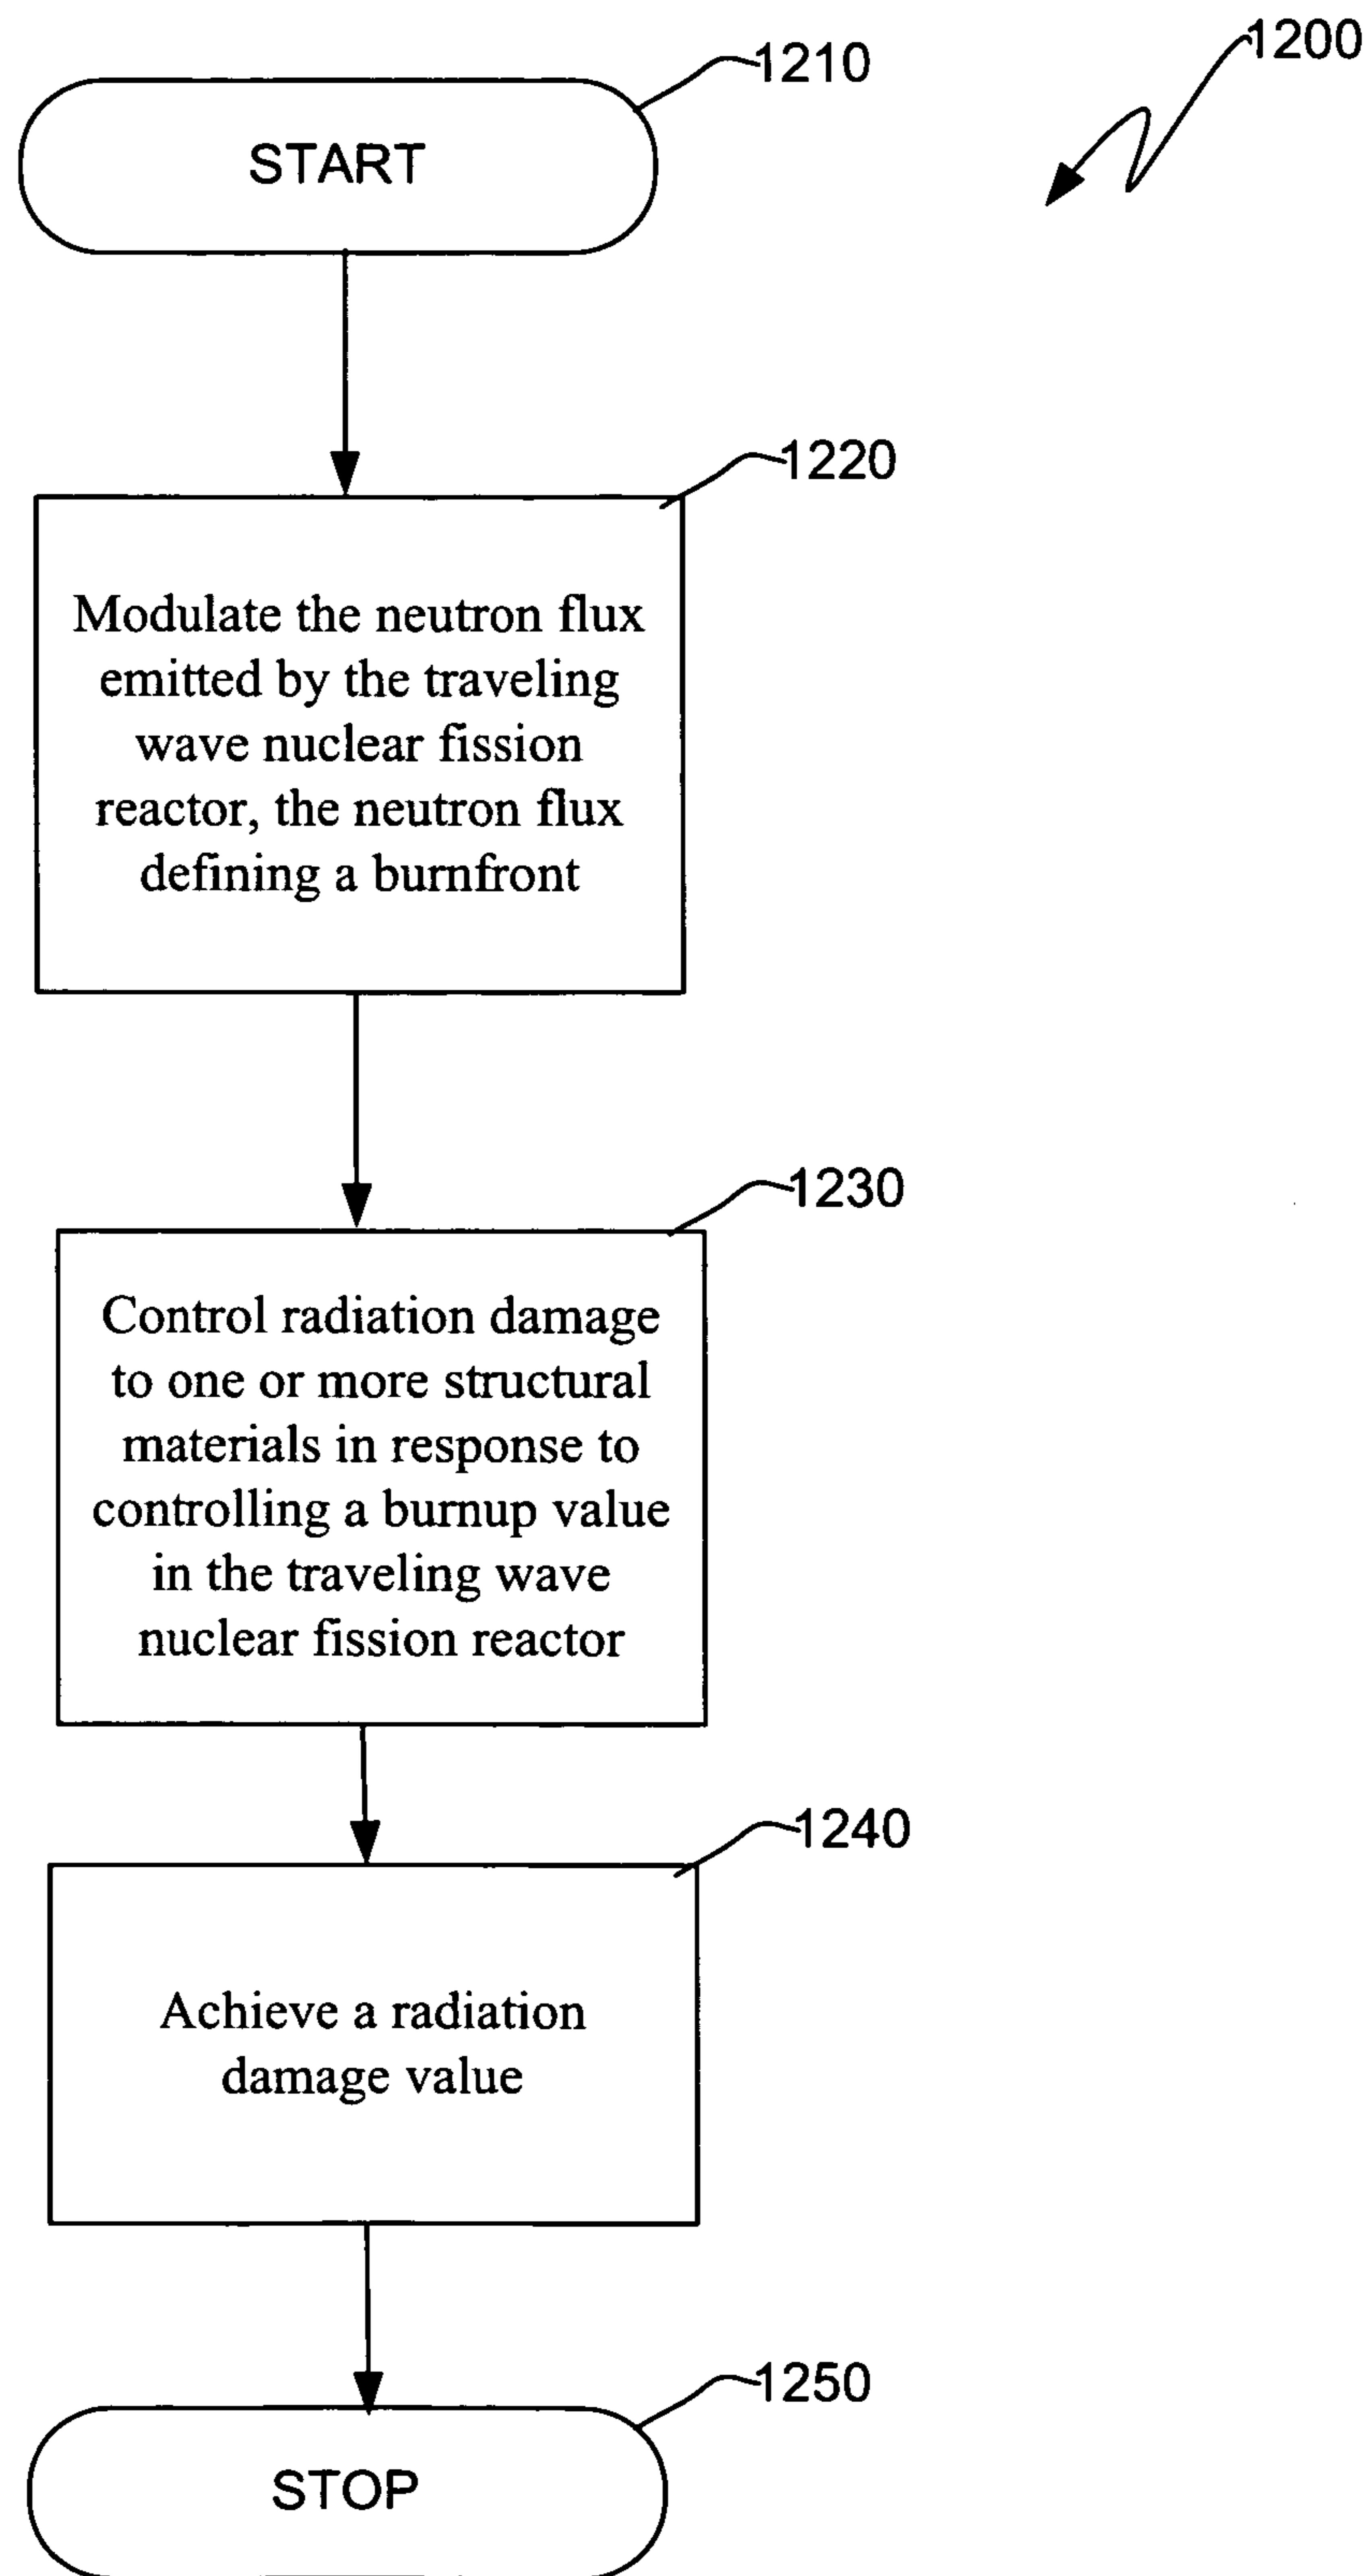 1200
1210
START
1220
Modulate the neutron flux
emitted by the traveling
wave nuclear fission
reactor, the neutron flux
defining a burnfront
1230
Control radiation damage
to one or more structural
materials in response to
controlling a burnup value
in the traveling wave
nuclear fission reactor
1240
Achieve a radiation
damage value
1250
STOP